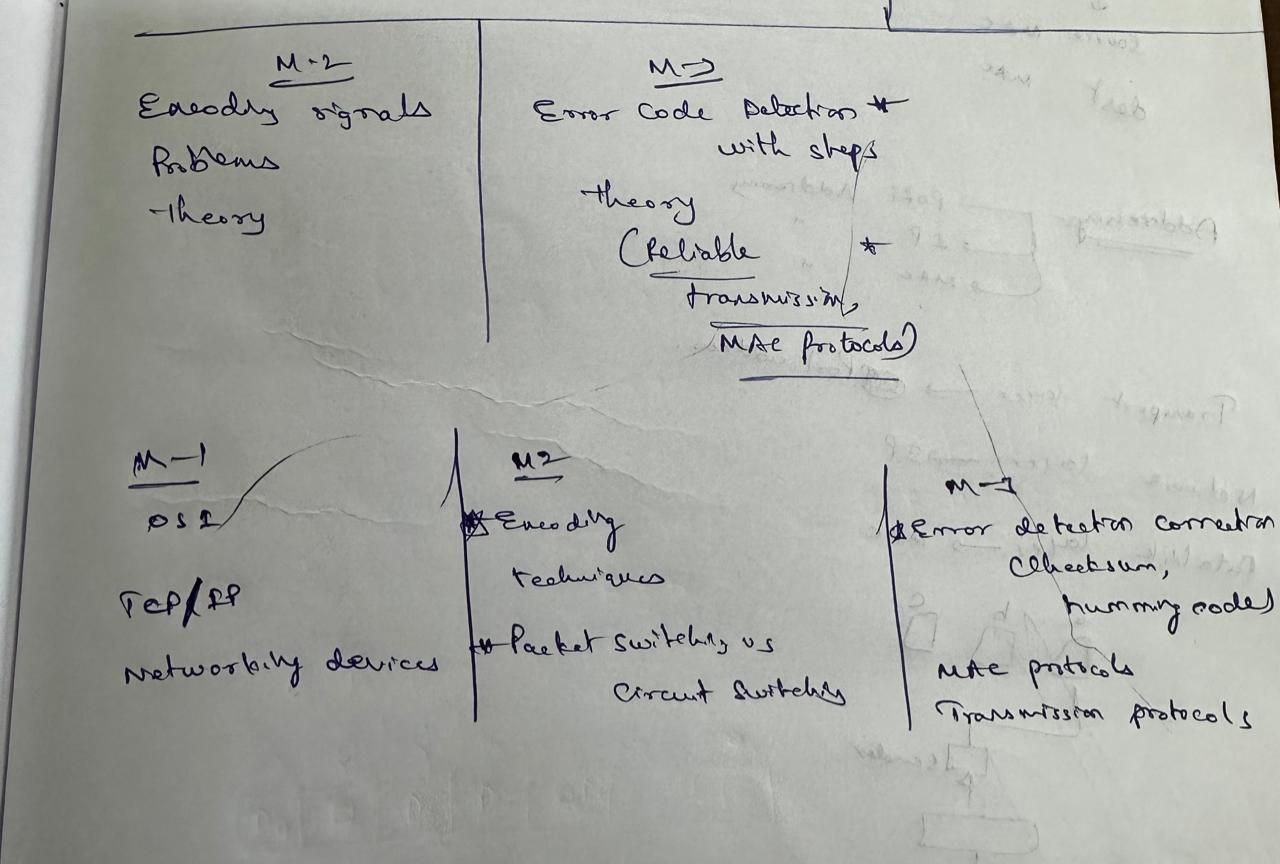 M-2
Encoding signals
Problems
Theory
M-3
Error Code Detection *
with steps
theory
(Reliable *
transmission,
MAC protocols)
M-1
OSI
TCP/IP
Networking devices
M2
* Encoding
techniques
* Packet switching vs
circuit switching
M-3
* Error detection correction
Checksum,
humming codes)
MAC protocols
Transmission protocols